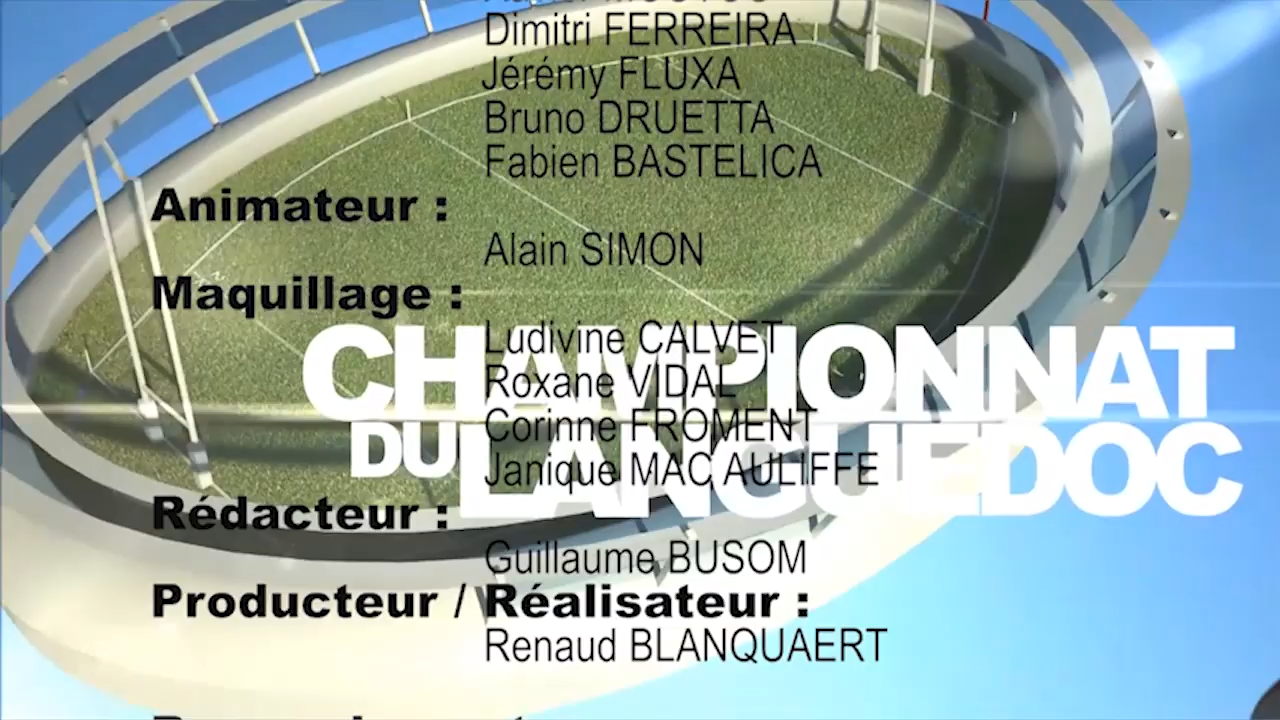 Dimitri FERREIRA
Jérémy FLUXA
Bruno DRUETTA
Fabien BASTELICA
Animateur :
Alain SIMON
Maquillage :
Ludivine CALVET
Roxane VIDAL
Corinne FROMENT
Janique MAC AULIFFE
CHAMPIONNAT
DU LANGUEDOC
Rédacteur :
Guillaume BUSOM
Producteur / Réalisateur :
Renaud BLANQUAERT